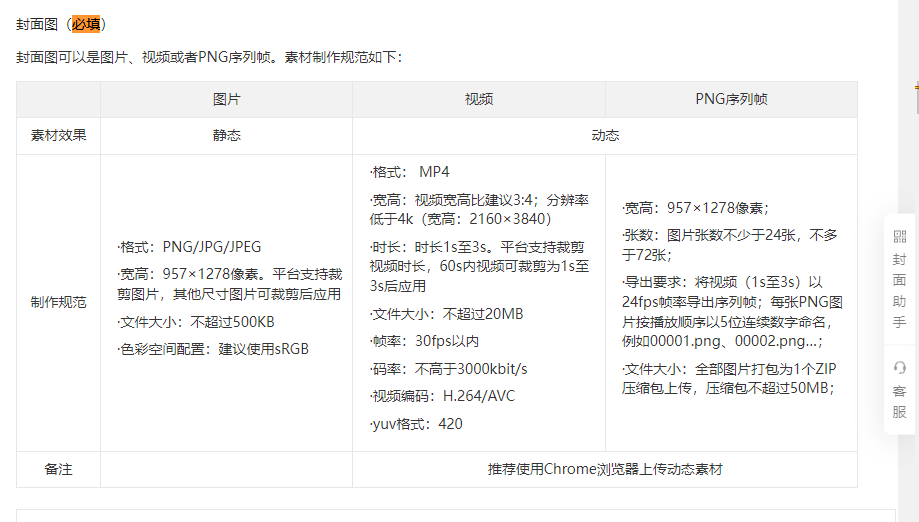 封面图（必填）
封面图可以是图片、视频或者PNG序列帧。素材制作规范如下：
图片
视频
PNG序列帧
素材效果
静态
动态
制作规范
·格式：PNG/JPG/JPEG
·宽高：957×1278像素。平台支持裁
剪图片，其他尺寸图片可裁剪后应用
·文件大小：不超过500KB
·色彩空间配置：建议使用sRGB
·格式： MP4
·宽高：视频宽高比建议3:4；分辨率
低于4k（宽高：2160×3840）
·时长：时长1s至3s。平台支持裁剪
视频时长，60s内视频可裁剪为1s至
3s后应用
·文件大小：不超过20MB
·帧率：30fps以内
·码率：不高于3000kbit/s
·视频编码：H.264/AVC
·yuv格式：420
·宽高：957×1278像素；
·张数：图片张数不少于24张，不多
于72张；
·导出要求：将视频（1s至3s）以
24fps帧率导出序列帧；每张PNG图
片按播放顺序以5位连续数字命名，
例如00001.png、00002.png...；
·文件大小：全部图片打包为1个ZIP
压缩包上传，压缩包不超过50MB；
备注
推荐使用Chrome浏览器上传动态素材
封面助手
客服